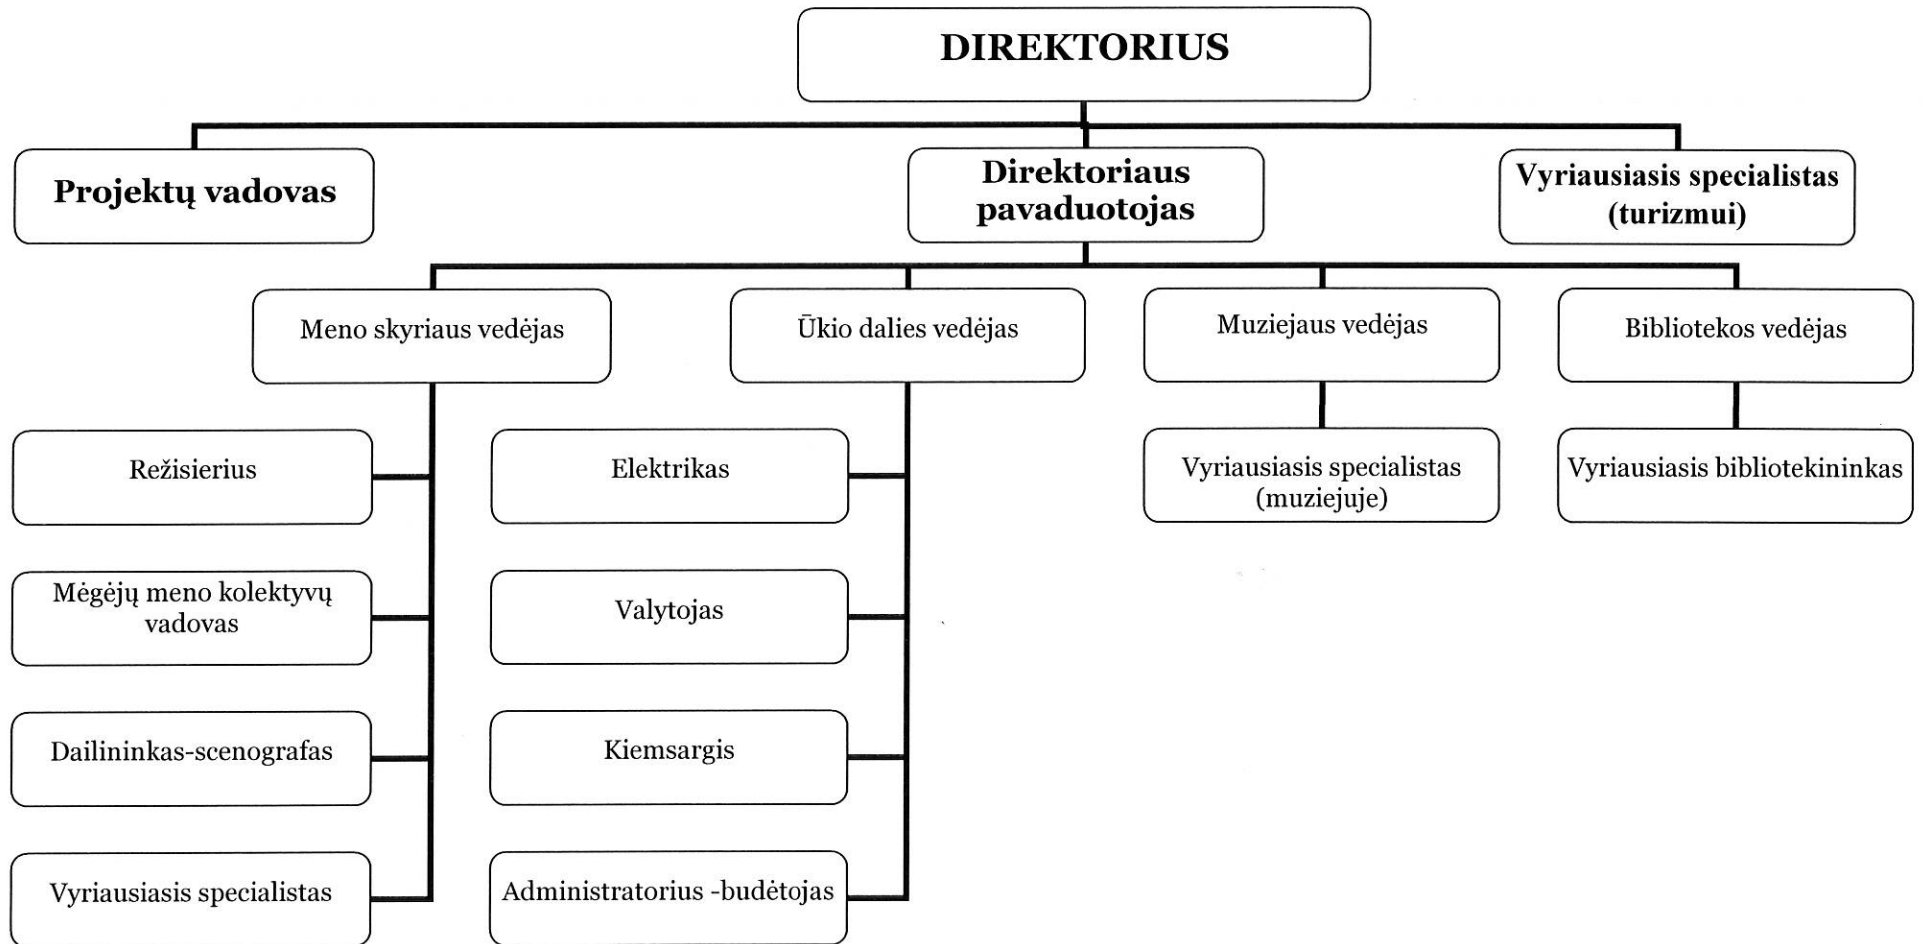 DIREKTORIUS
Projektų vadovas
Direktoriaus
pavaduotojas
Vyriausiasis specialistas
(turizmui)
Meno skyriaus vedėjas
Ūkio dalies vedėjas
Muziejaus vedėjas
Bibliotekos vedėjas
Režisierius
Elektrikas
Vyriausiasis specialistas
(muziejuje)
Vyriausiasis bibliotekininkas
Mėgėjų meno kolektyvų
vadovas
Valytojas
Dailininkas-scenografas
Kiemsargis
Vyriausiasis specialistas
Administratorius -budėtojas